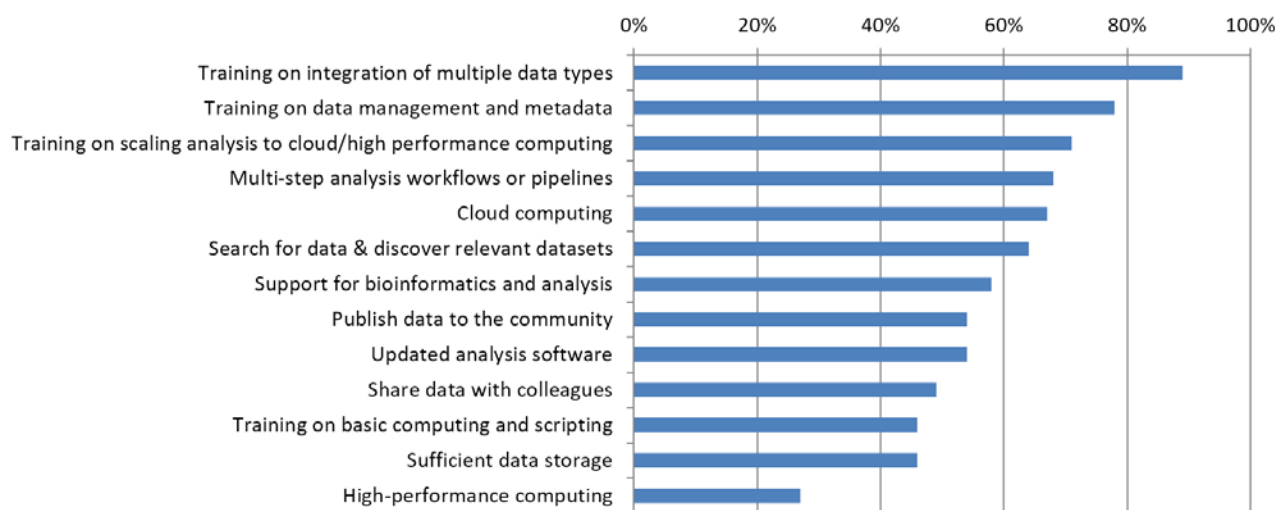 0% 20% 40% 60% 80% 100%
Training on integration of multiple data types
Training on data management and metadata
Training on scaling analysis to cloud/high performance computing
Multi-step analysis workflows or pipelines
Cloud computing
Search for data & discover relevant datasets
Support for bioinformatics and analysis
Publish data to the community
Updated analysis software
Share data with colleagues
Training on basic computing and scripting
Sufficient data storage
High-performance computing